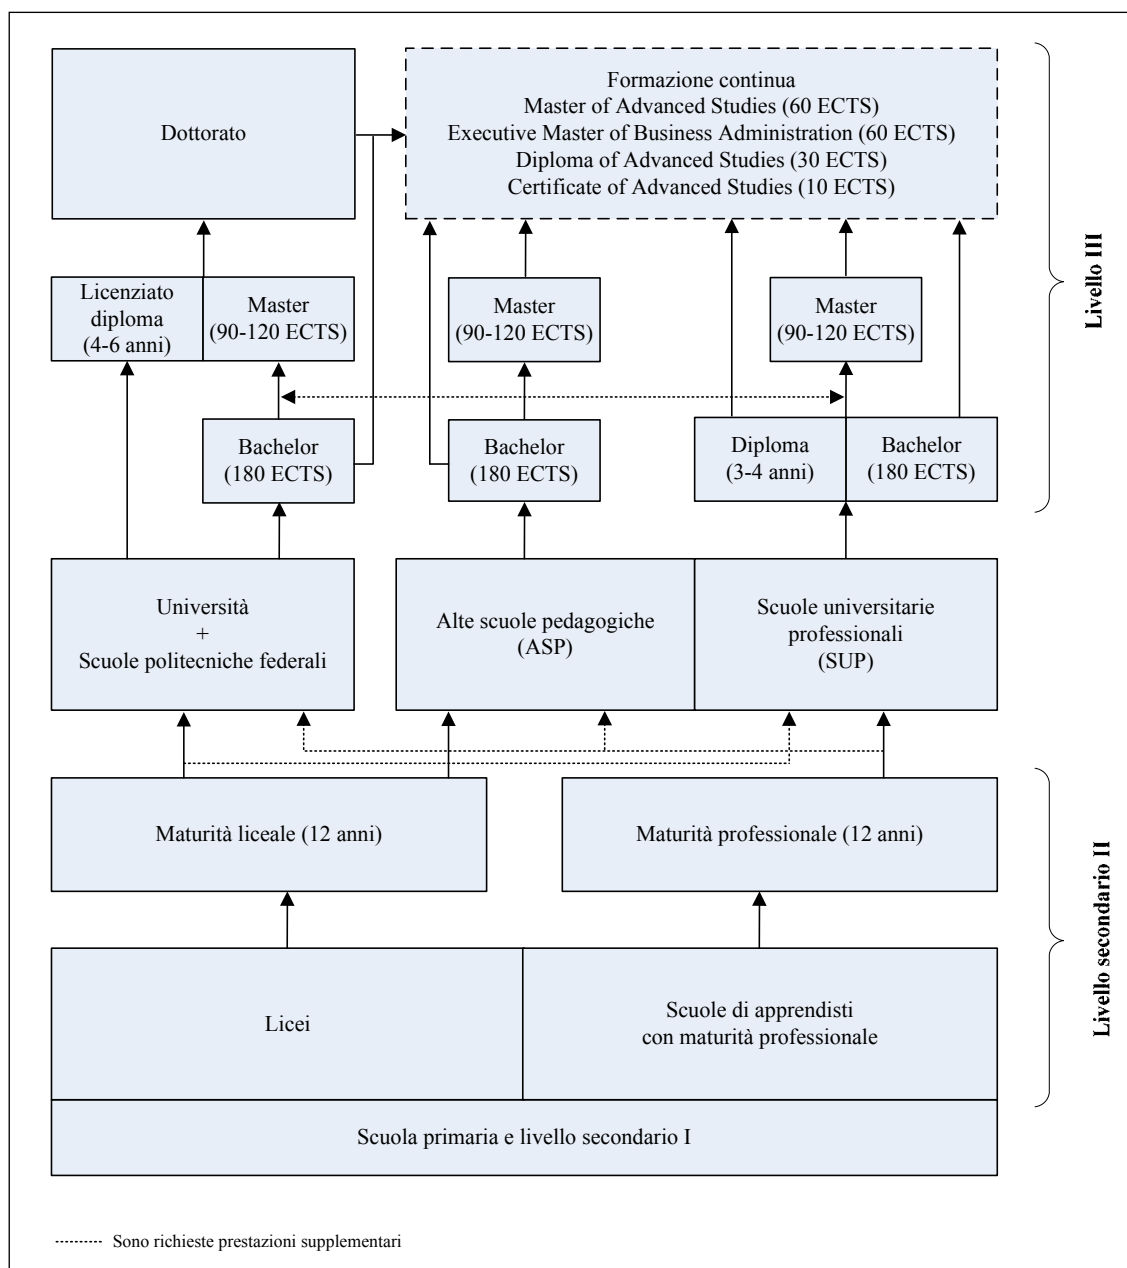 Dottorato
Formazione continua
Master of Advanced Studies (60 ECTS)
Executive Master of Business Administration (60 ECTS)
Diploma of Advanced Studies (30 ECTS)
Certificate of Advanced Studies (10 ECTS)
Livello III
Licenziato
diploma
(4-6 anni)
Master
(90-120 ECTS)
Master
(90-120 ECTS)
Master
(90-120 ECTS)
Bachelor
(180 ECTS)
Bachelor
(180 ECTS)
Diploma
(3-4 anni)
Bachelor
(180 ECTS)
Università
+
Scuole politecniche federali
Alte scuole pedagogiche
(ASP)
Scuole universitarie
professionali
(SUP)
Maturità liceale (12 anni)
Maturità professionale (12 anni)
Livello secondario II
Licei
Scuole di apprendisti
con maturità professionale
Scuola primaria e livello secondario I
Sono richieste prestazioni supplementari